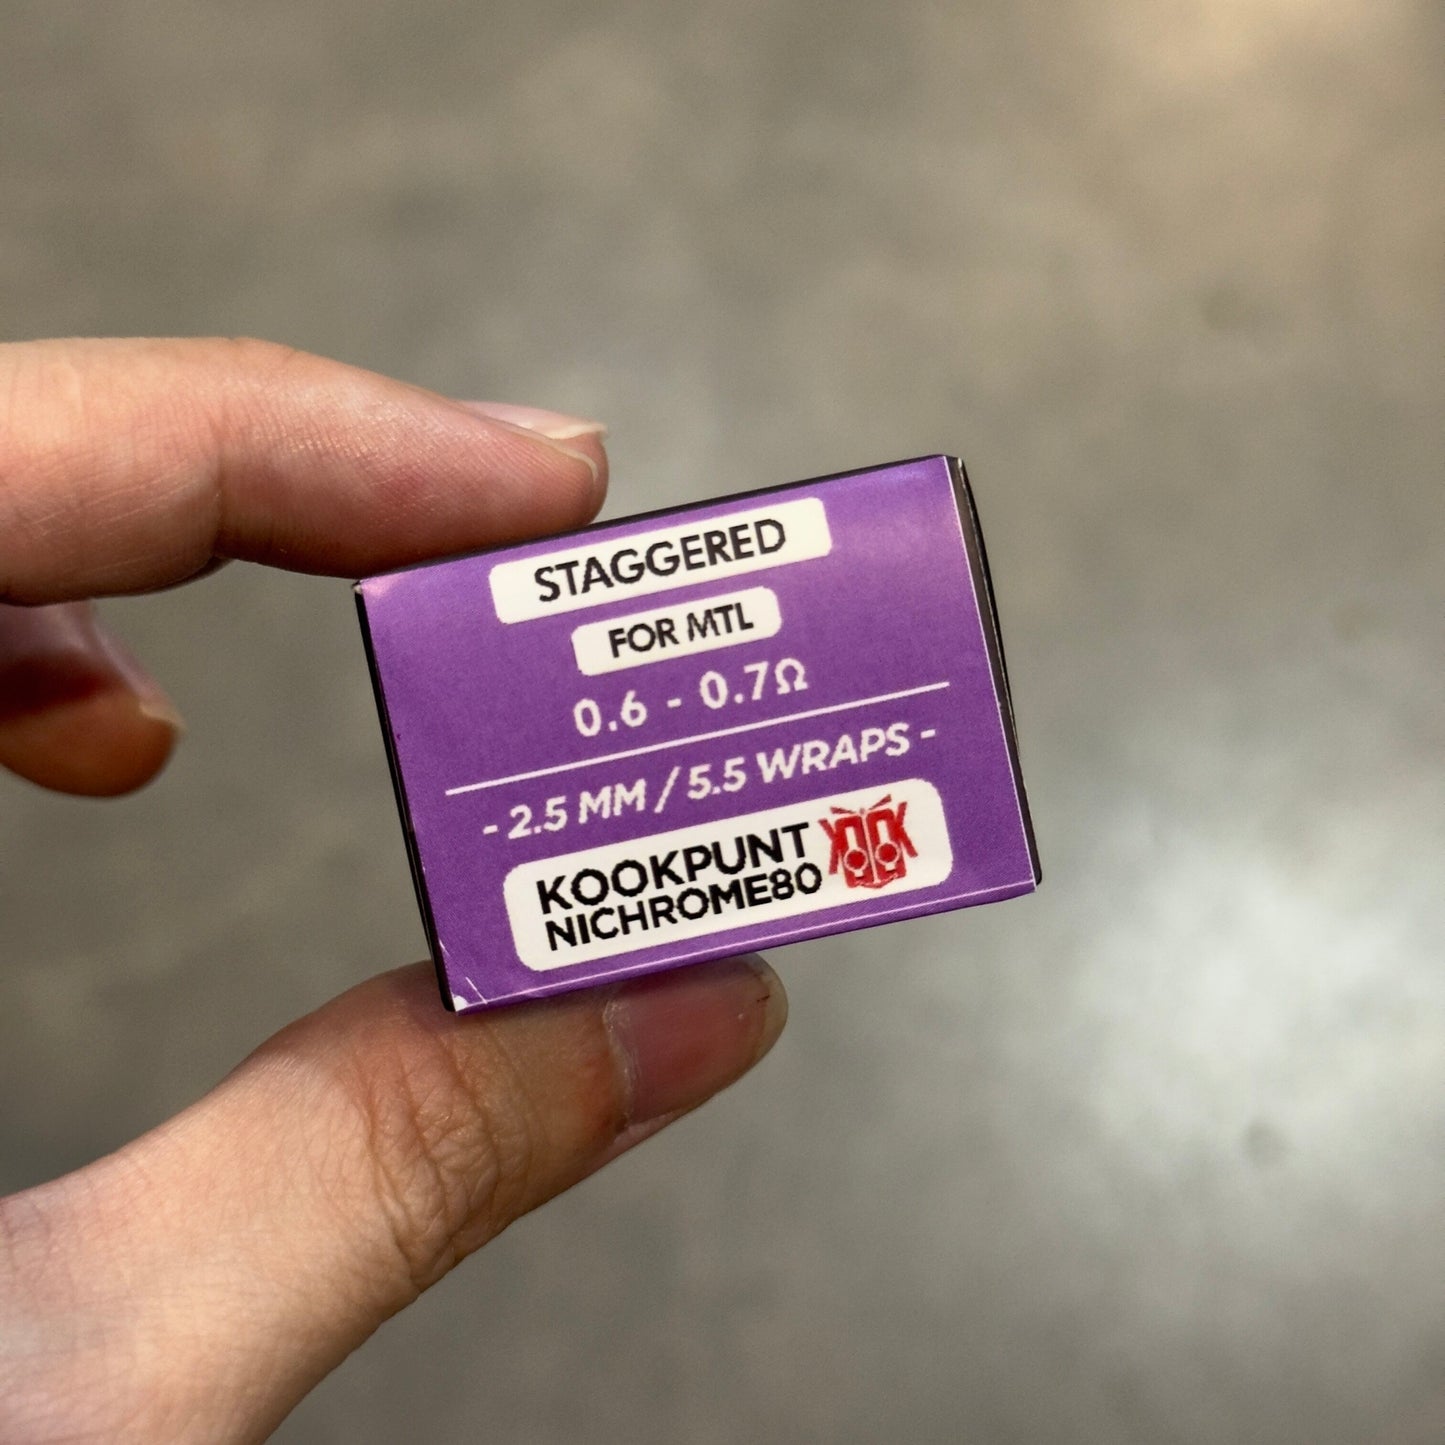 STAGGERED
FOR MTL
0.6 - 0.7Ω
- 2.5 MM / 5.5 WRAPS -
KOOKPUNT
NICHROME80